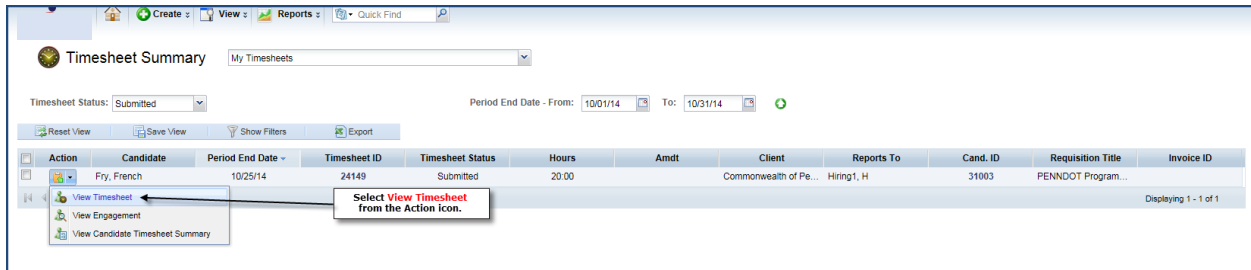 Create View Reports Quick Find
Timesheet Summary My Timesheets
Timesheet Status: Submitted Period End Date - From: 10/01/14 To: 10/31/14
Reset View Save View Show Filters Export
Action Candidate Period End Date Timesheet ID Timesheet Status Hours Amdt Client Reports To Cand. ID Requisition Title Invoice ID
Fry, French 10/25/14 24149 Submitted 20:00 Commonwealth of Pe... Hiring1, H 31003 PENNDOT Program...
View Timesheet Select View Timesheet Displaying 1 - 1 of 1
from the Action icon.
View Engagement
View Candidate Timesheet Summary